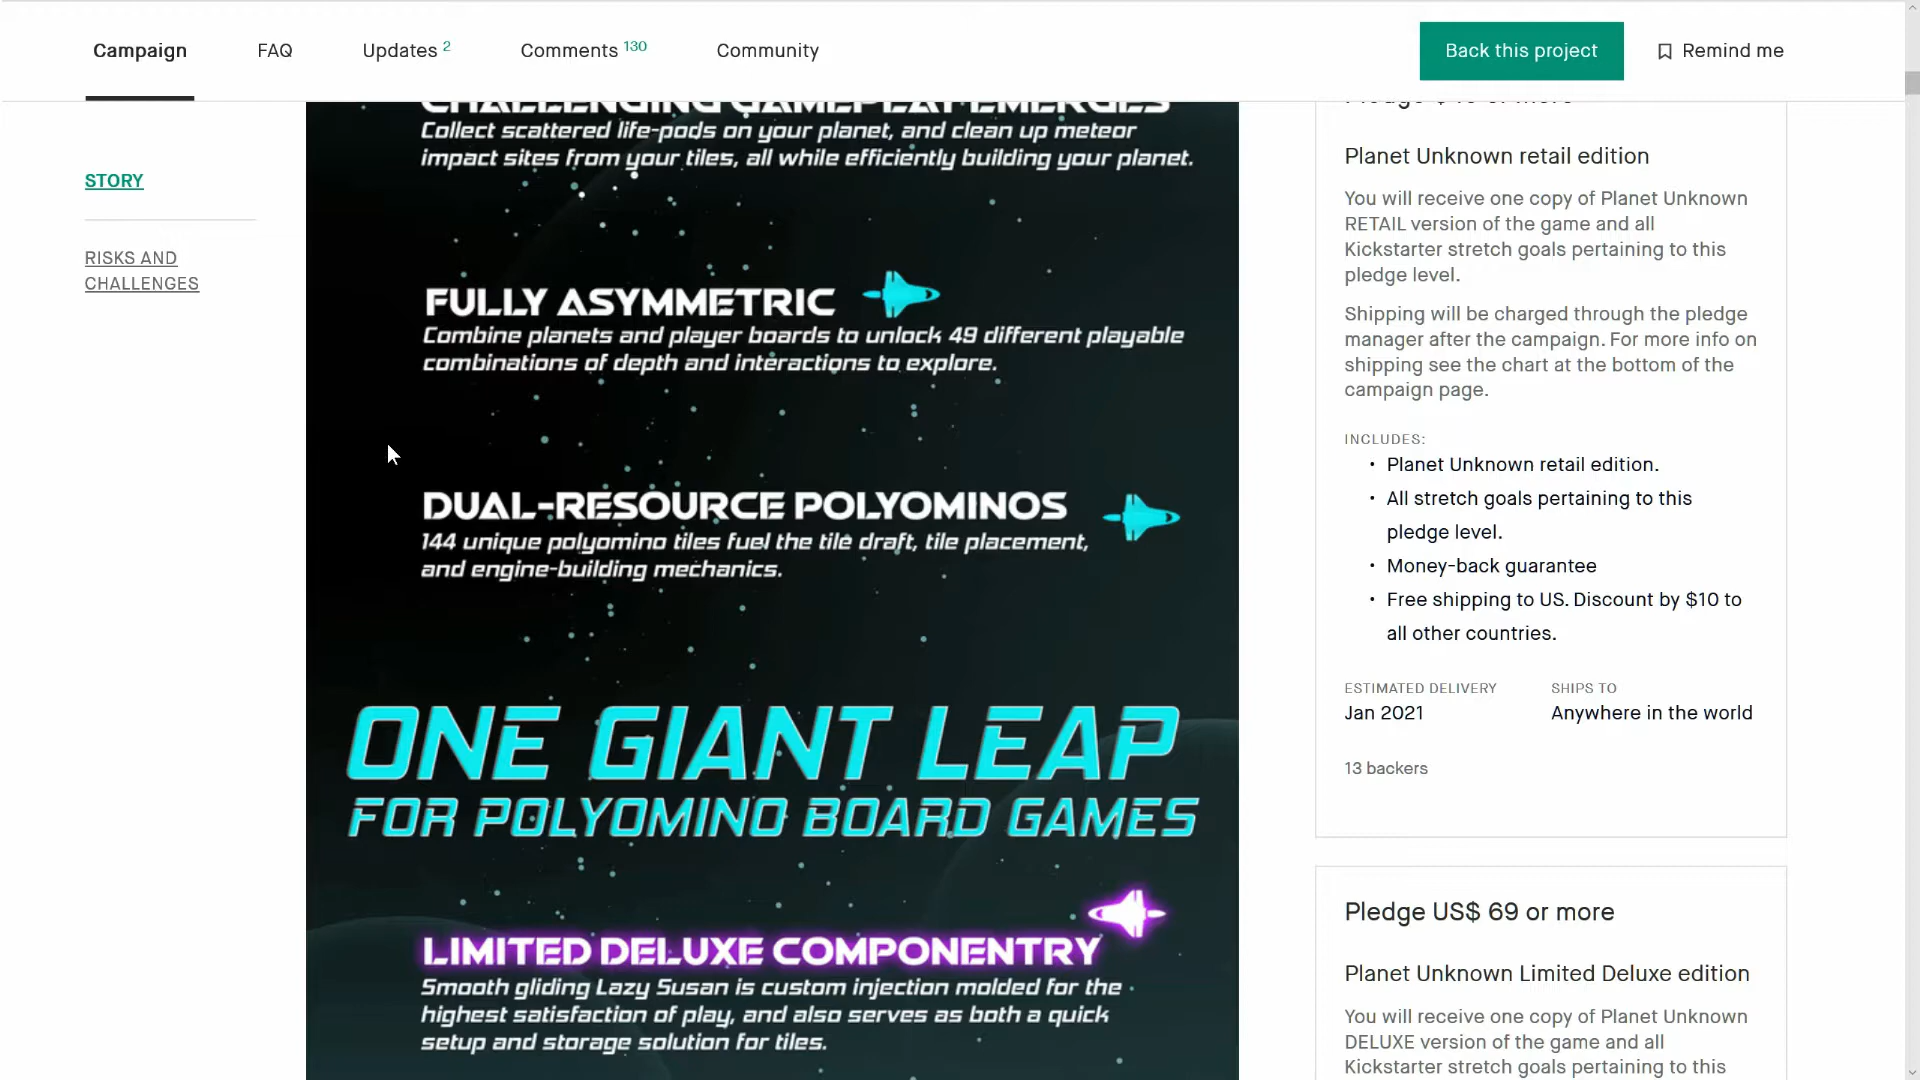 Campaign
FAQ
Updates 2
Comments 130
Community
Back this project
Remind me
STORY
RISKS AND
CHALLENGES
CHALLENGING GAMEPLAY EMERGES
Collect scattered life-pods on your planet, and clean up meteor
impact sites from your tiles, all while efficiently building your planet.
FULLY ASYMMETRIC
Combine planets and player boards to unlock 49 different playable
combinations of depth and interactions to explore.
DUAL-RESOURCE POLYOMINOS
144 unique polyomino tiles fuel the tile draft, tile placement,
and engine-building mechanics.
ONE GIANT LEAP
FOR POLYOMINO BOARD GAMES
LIMITED DELUXE COMPONENTRY
Smooth gliding Lazy Susan is custom injection molded for the
highest satisfaction of play, and also serves as both a quick
setup and storage solution for tiles.
Planet Unknown retail edition
You will receive one copy of Planet Unknown
RETAIL version of the game and all
Kickstarter stretch goals pertaining to this
pledge level.
Shipping will be charged through the pledge
manager after the campaign. For more info on
shipping see the chart at the bottom of the
campaign page.
INCLUDES:
• Planet Unknown retail edition.
• All stretch goals pertaining to this
pledge level.
• Money-back guarantee
• Free shipping to US. Discount by $10 to
all other countries.
ESTIMATED DELIVERY
Jan 2021
SHIPS TO
Anywhere in the world
13 backers
Pledge US$ 69 or more
Planet Unknown Limited Deluxe edition
You will receive one copy of Planet Unknown
DELUXE version of the game and all
Kickstarter stretch goals pertaining to this